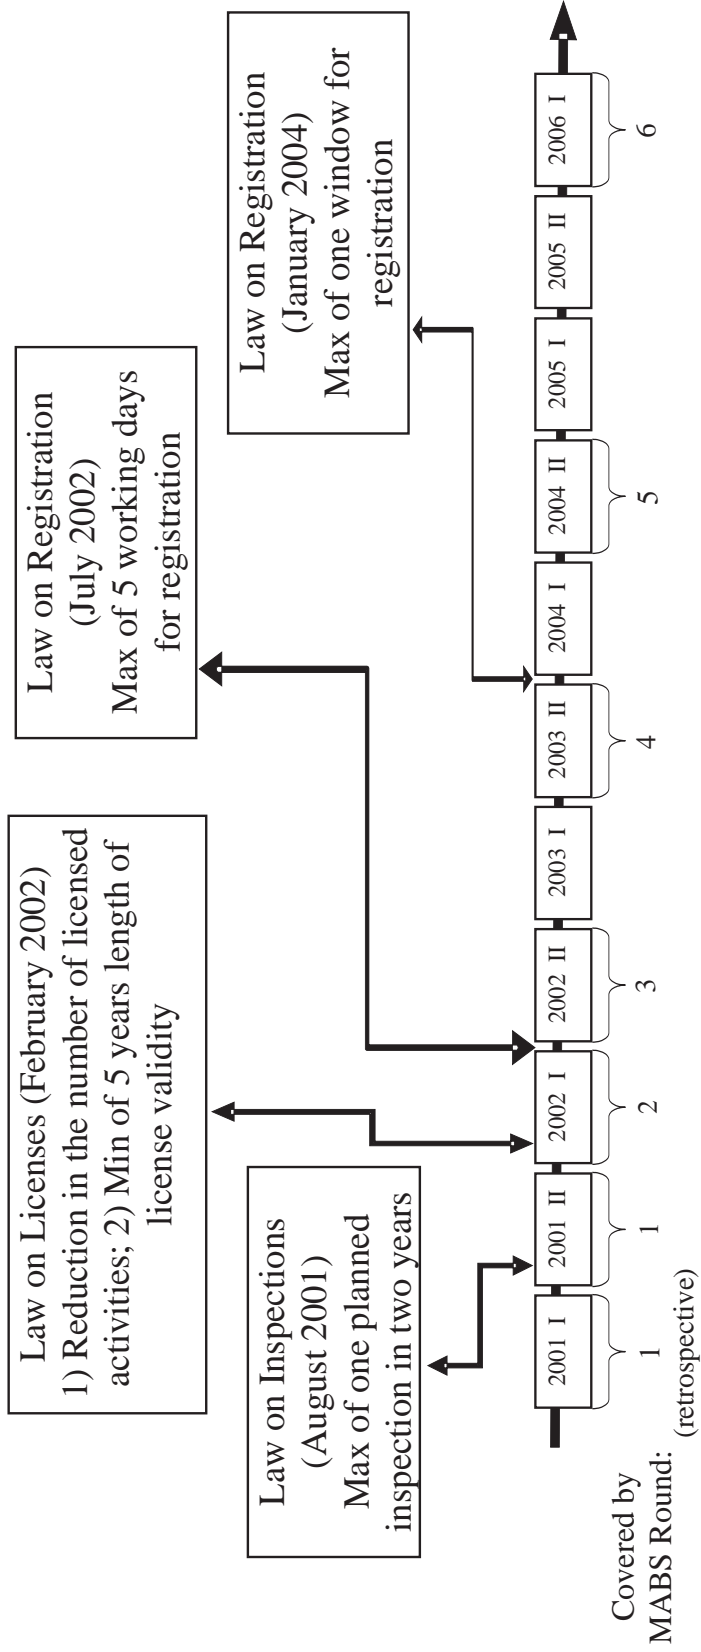 Law on Licenses (February 2002)
1) Reduction in the number of licensed
activities; 2) Min of 5 years length of
license validity
Law on Registration
(July 2002)
Max of 5 working days
for registration
Law on Inspections
(August 2001)
Max of one planned
inspection in two years
Law on Registration
(January 2004)
Max of one window for
registration
2001 I
2001 II
2002 I
2002 II
2003 I
2003 II
2004 I
2004 II
2005 I
2005 II
2006 I
Covered by
MABS Round:
1
(retrospective)
1
2
3
4
5
6